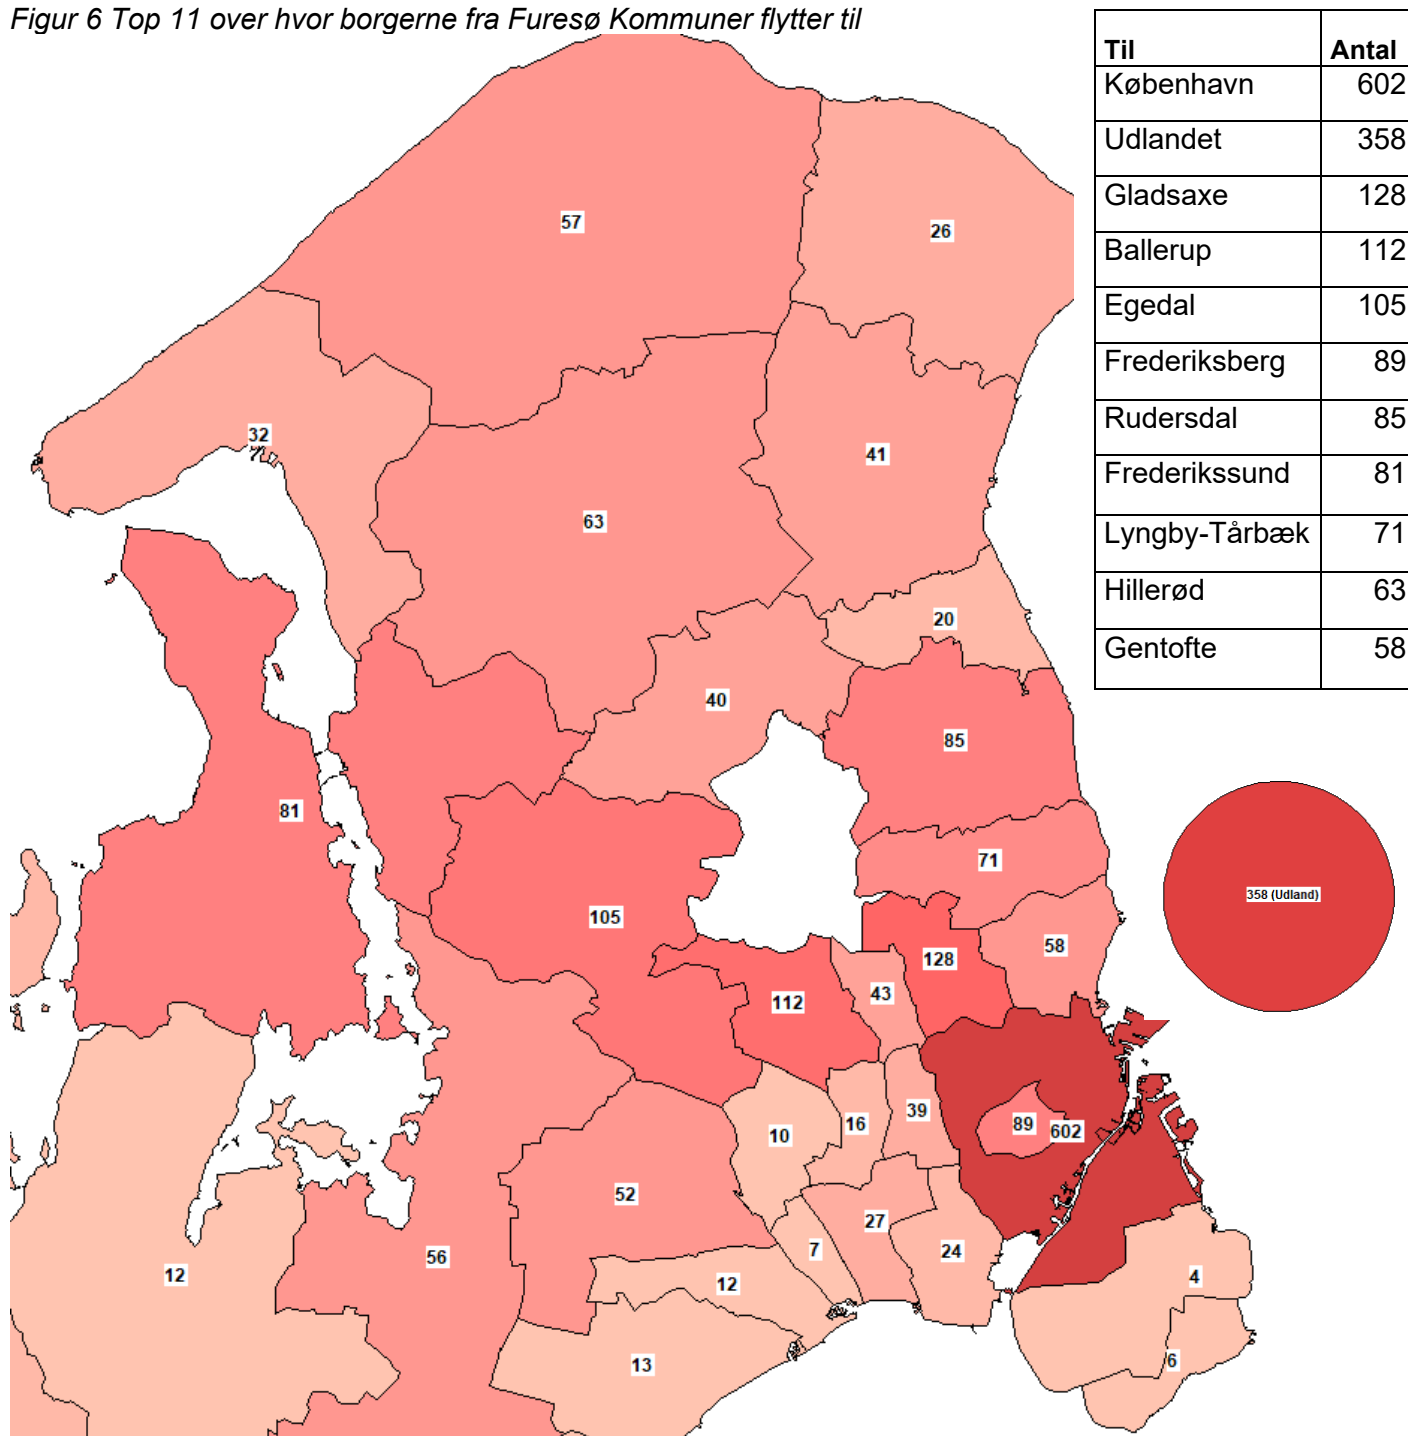 Figur 6 Top 11 over hvor borgerne fra Furesø Kommuner flytter til
Til Antal
København 602
Udlandet 358
Gladsaxe 128
Ballerup 112
Egedal 105
Frederiksberg 89
Rudersdal 85
Frederikssund 81
Lyngby-Tårbæk 71
Hillerød 63
Gentofte 58
57
26
32
41
63
20
40
85
81
71
358 (Udland)
105
58
128
43
112
39
16
89
602
10
52
27
7
24
56
12
12
4
13
6